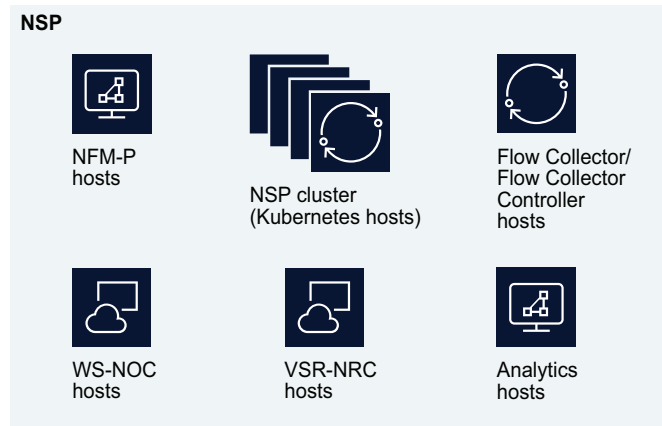 NSP
NFM-P
hosts
NSP cluster
(Kubernetes hosts)
Flow Collector/
Flow Collector
Controller
hosts
WS-NOC
hosts
VSR-NRC
hosts
Analytics
hosts